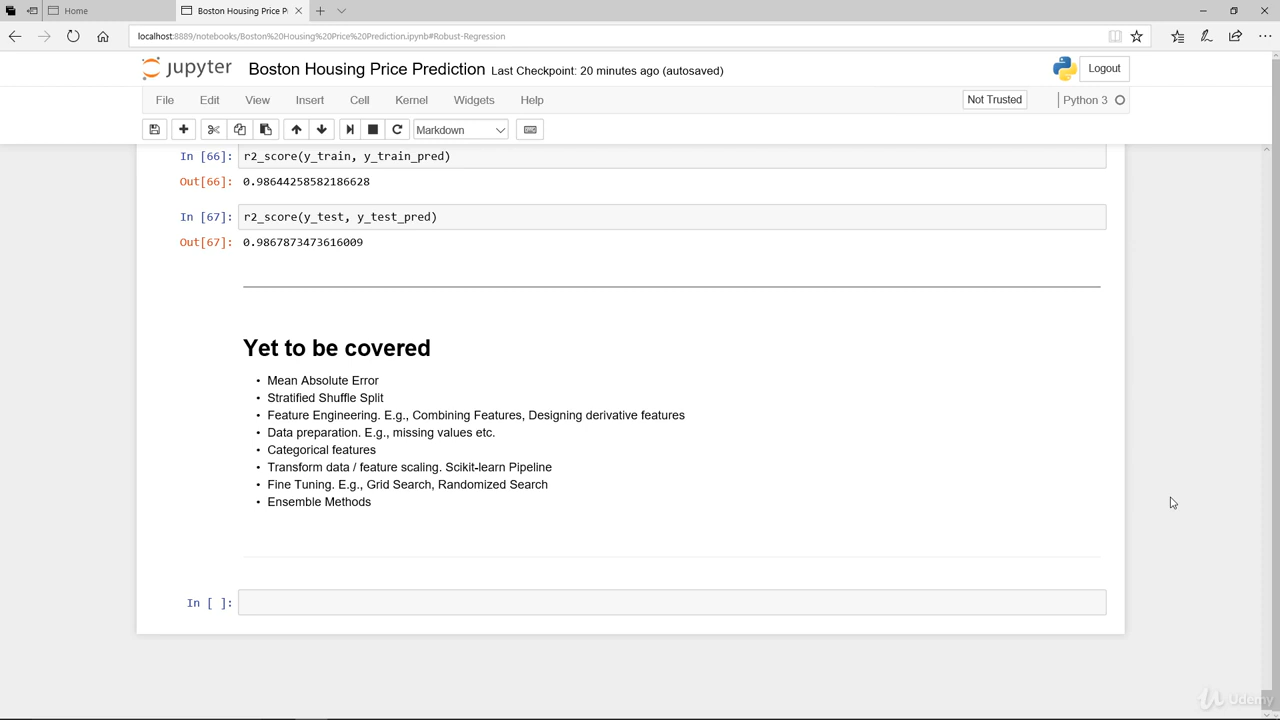 Home
Boston Housing Price Pr
localhost:8889/notebooks/Boston%20Housing%20Price%20Prediction.ipynb#Robust-Regression
jupyter Boston Housing Price Prediction Last Checkpoint: 20 minutes ago (autosaved)
Logout
File Edit View Insert Cell Kernel Widgets Help
Not Trusted
Python 3
Markdown
In [66]: r2_score(y_train, y_train_pred)
Out[66]: 0.98644258582186628
In [67]: r2_score(y_test, y_test_pred)
Out[67]: 0.9867873473616009
Yet to be covered
• Mean Absolute Error
• Stratified Shuffle Split
• Feature Engineering. E.g., Combining Features, Designing derivative features
• Data preparation. E.g., missing values etc.
• Categorical features
• Transform data / feature scaling. Scikit-learn Pipeline
• Fine Tuning. E.g., Grid Search, Randomized Search
• Ensemble Methods
In [ ]:
Udemy